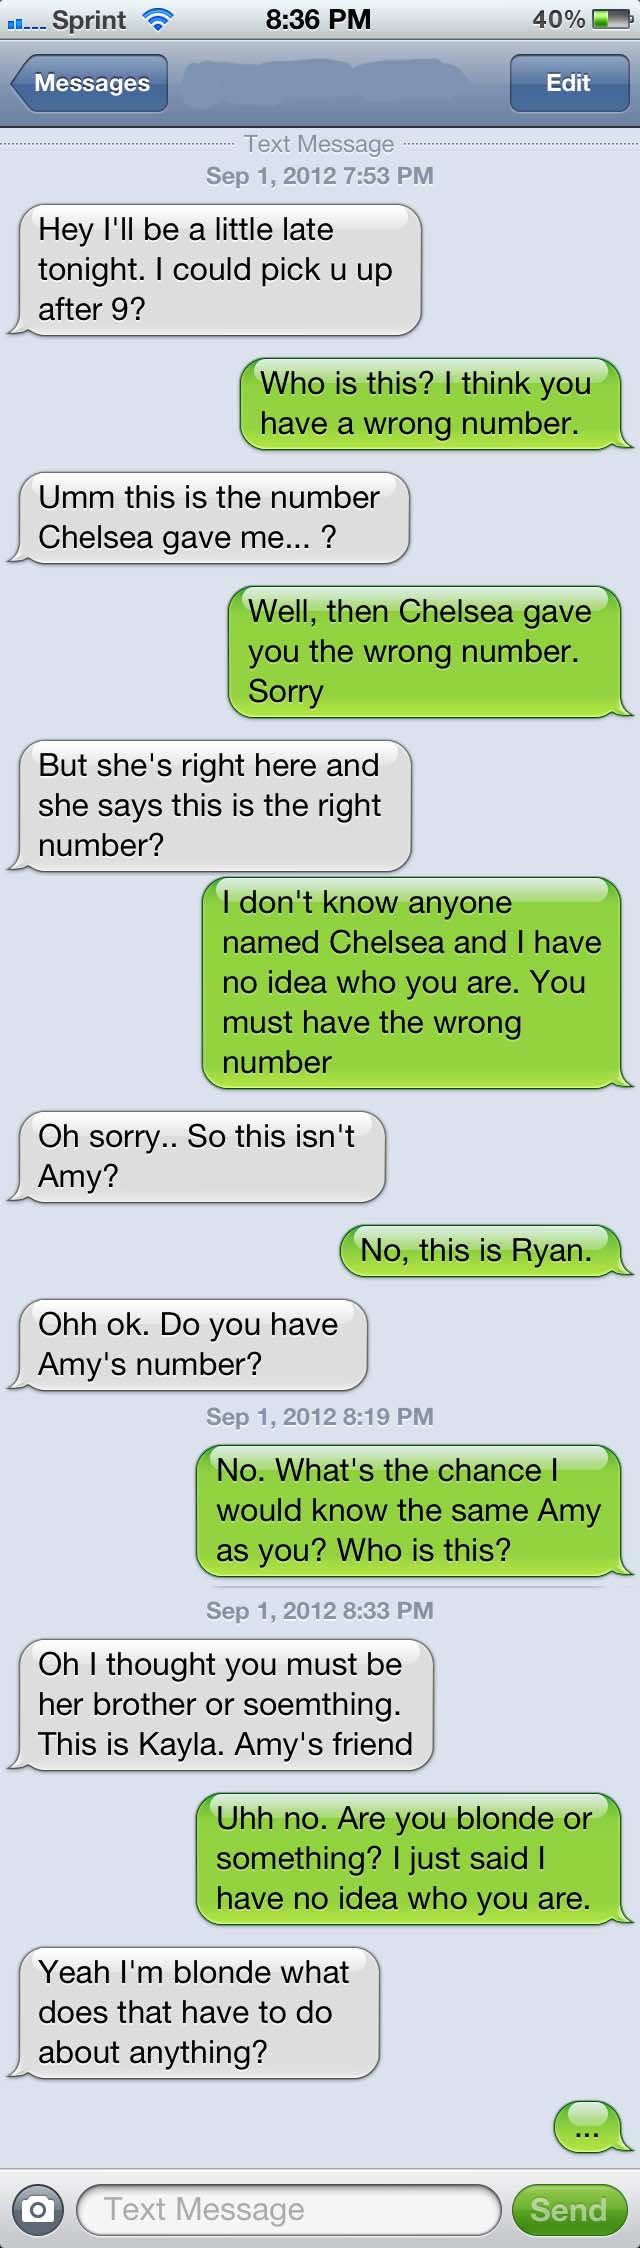 Sprint 8:36 PM 40%
Messages Edit
Text Message
Sep 1, 2012 7:53 PM
Hey I'll be a little late
tonight. I could pick u up
after 9?
Who is this? I think you
have a wrong number.
Umm this is the number
Chelsea gave me... ?
Well, then Chelsea gave
you the wrong number.
Sorry
But she's right here and
she says this is the right
number?
I don't know anyone
named Chelsea and I have
no idea who you are. You
must have the wrong
number
Oh sorry.. So this isn't
Amy?
No, this is Ryan.
Ohh ok. Do you have
Amy's number?
Sep 1, 2012 8:19 PM
No. What's the chance I
would know the same Amy
as you? Who is this?
Sep 1, 2012 8:33 PM
Oh I thought you must be
her brother or soemthing.
This is Kayla. Amy's friend
Uhh no. Are you blonde or
something? I just said I
have no idea who you are.
Yeah I'm blonde what
does that have to do
about anything?
...
Text Message Send